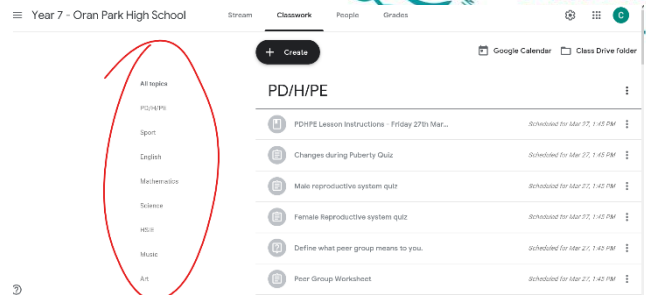 Year 7 - Oran Park High School
Stream Classwork People Grades
C
+ Create
Google Calendar Class Drive folder
All topics
PD/H/PE
Sport
English
Mathematics
Science
HSIE
Music
Art
PD/H/PE
PDHPE Lesson Instructions - Friday 27th Mar... Scheduled for Mar 27, 1:45 PM
Changes during Puberty Quiz Scheduled for Mar 27, 1:45 PM
Male reproductive system quiz Scheduled for Mar 27, 1:45 PM
Female Reproductive system quiz Scheduled for Mar 27, 1:45 PM
Define what peer group means to you. Scheduled for Mar 27, 1:45 PM
Peer Group Worksheet Scheduled for Mar 27, 1:45 PM